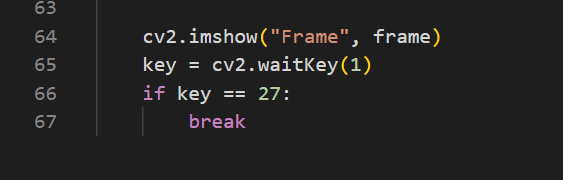 63
64 cv2.imshow("Frame", frame)
65 key = cv2.waitKey(1)
66 if key == 27:
67 break